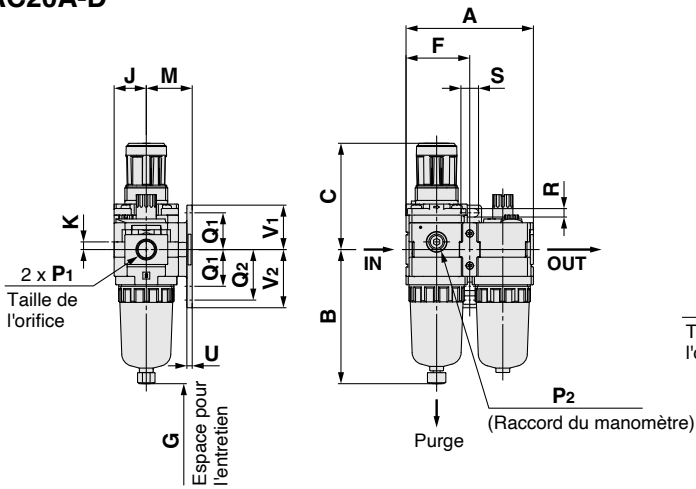 A
F
S
J
M
C
R
K
Q1
V1
Q1
Q2
V2
2 x P1
Taille de
l'orifice
IN
OUT
B
U
G
Espace pour
l'entretien
P2
(Raccord du manomètre)
Purge